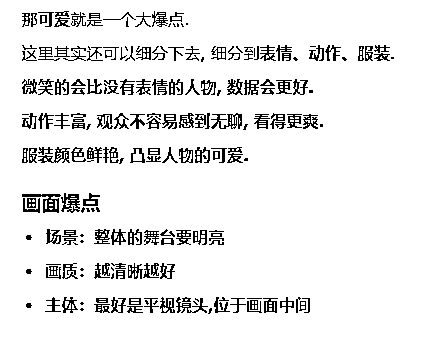 那可爱就是一个大爆点.
这里其实还可以细分下去, 细分到表情、动作、服装.
微笑的会比没有表情的人物, 数据会更好.
动作丰富, 观众不容易感到无聊, 看得更爽.
服装颜色鲜艳, 凸显人物的可爱.
画面爆点
• 场景：整体的舞台要明亮
• 画质：越清晰越好
• 主体：最好是平视镜头,位于画面中间